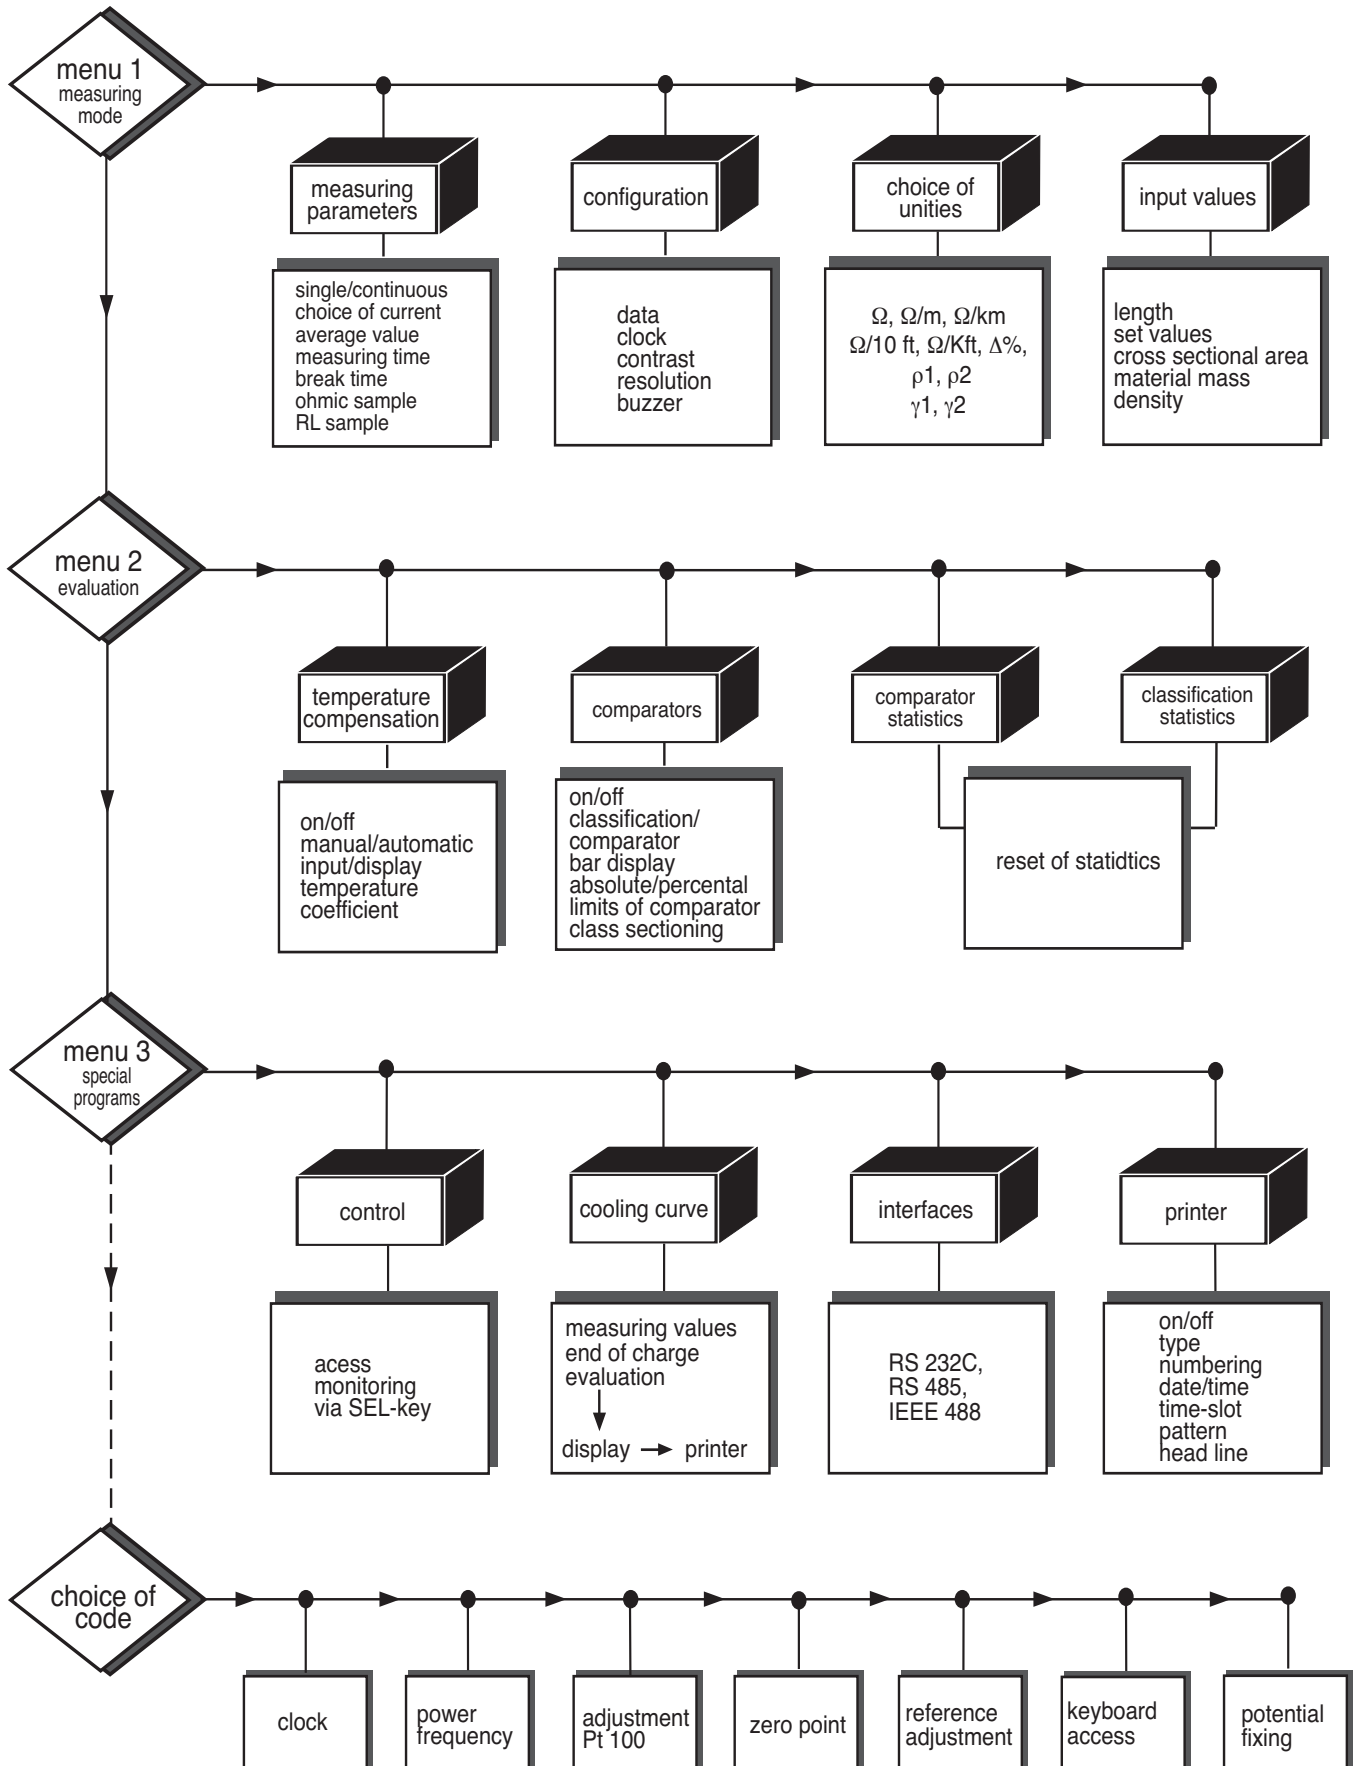 menu 1
measuring
mode
measuring
parameters
configuration
choice of
unities
input values
single/continuous
choice of current
average value
measuring time
break time
ohmic sample
RL sample
data
clock
contrast
resolution
buzzer
Ω, Ω/m, Ω/km
Ω/10 ft, Ω/Kft, Δ%,
ρ1, ρ2
γ1, γ2
length
set values
cross sectional area
material mass
density
menu 2
evaluation
temperature
compensation
comparators
comparator
statistics
classification
statistics
on/off
manual/automatic
input/display
temperature
coefficient
on/off
classification/
comparator
bar display
absolute/percental
limits of comparator
class sectioning
reset of statidtics
menu 3
special
programs
control
cooling curve
interfaces
printer
acess
monitoring
via SEL-key
measuring values
end of charge
evaluation
display
printer
RS 232C,
RS 485,
IEEE 488
on/off
type
numbering
date/time
time-slot
pattern
head line
choice of
code
clock
power
frequency
adjustment
Pt 100
zero point
reference
adjustment
keyboard
access
potential
fixing